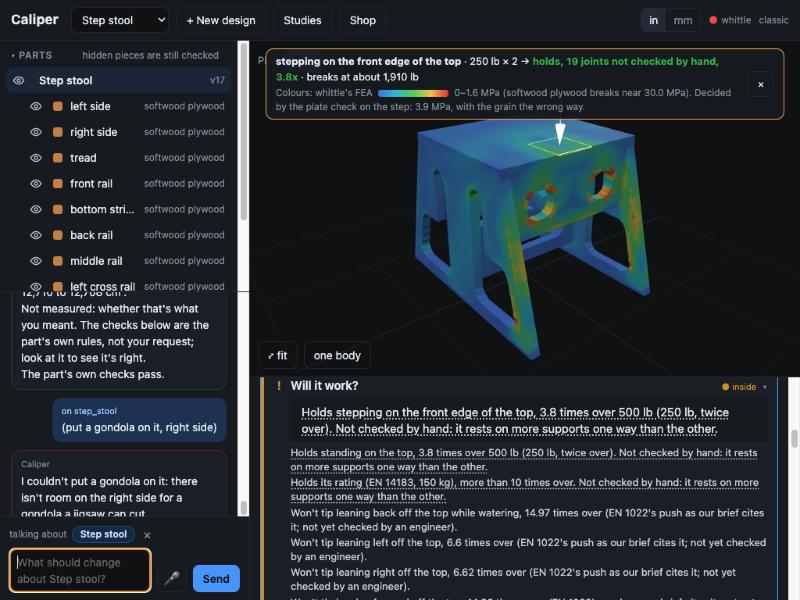 Caliper
Step stool
+ New design
Studies
Shop
in
mm
whittle
classic
PARTS
hidden pieces are still checked
Step stool
v17
left side
softwood plywood
right side
softwood plywood
tread
softwood plywood
front rail
softwood plywood
bottom stri...
softwood plywood
back rail
softwood plywood
middle rail
softwood plywood
left cross rail
softwood plywood
Not measured: whether that's what
you meant. The checks below are the
part's own rules, not your request;
look at it to see it's right.
The part's own checks pass.
on step_stool
(put a gondola on it, right side)
Caliper
I couldn't put a gondola on it: there
isn't room on the right side for a
gondola a jigsaw can cut
talking about
Step stool
×
What should change
about Step stool?
Send
stepping on the front edge of the top · 250 lb × 2 → holds, 19 joints not checked by hand,
3.8x · breaks at about 1,910 lb
Colours: whittle's FEA 0–1.6 MPa (softwood plywood breaks near 30.0 MPa). Decided
by the plate check on the step: 3.9 MPa, with the grain the wrong way.
×
fit
one body
! Will it work?
inside
Holds stepping on the front edge of the top, 3.8 times over 500 lb (250 lb, twice
over). Not checked by hand: it rests on more supports one way than the other.
Holds standing on the top, 3.8 times over 500 lb (250 lb, twice over). Not checked by hand: it rests
on more supports one way than the other.
Holds its rating (EN 14183, 150 kg), more than 10 times over. Not checked by hand: it rests on more
supports one way than the other.
Won't tip leaning back off the top while watering, 14.97 times over (EN 1022's push as our brief cites
it; not yet checked by an engineer).
Won't tip leaning left off the top, 6.6 times over (EN 1022's push as our brief cites it; not yet checked
by an engineer).
Won't tip leaning right off the top, 6.62 times over (EN 1022's push as our brief cites it; not yet
checked by an engineer).